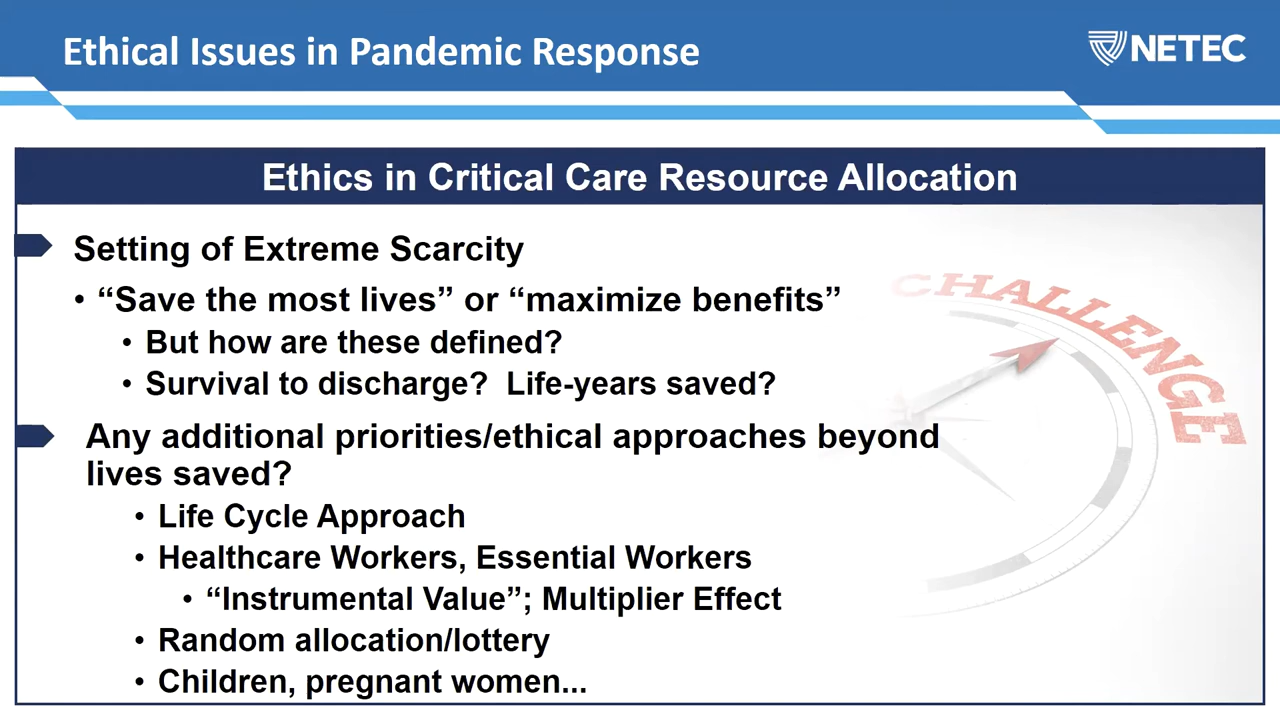 Ethical Issues in Pandemic Response
NETEC
Ethics in Critical Care Resource Allocation
Setting of Extreme Scarcity
• “Save the most lives” or “maximize benefits”
• But how are these defined?
• Survival to discharge? Life-years saved?
Any additional priorities/ethical approaches beyond
lives saved?
• Life Cycle Approach
• Healthcare Workers, Essential Workers
• “Instrumental Value”; Multiplier Effect
• Random allocation/lottery
• Children, pregnant women...
CHALLENGE